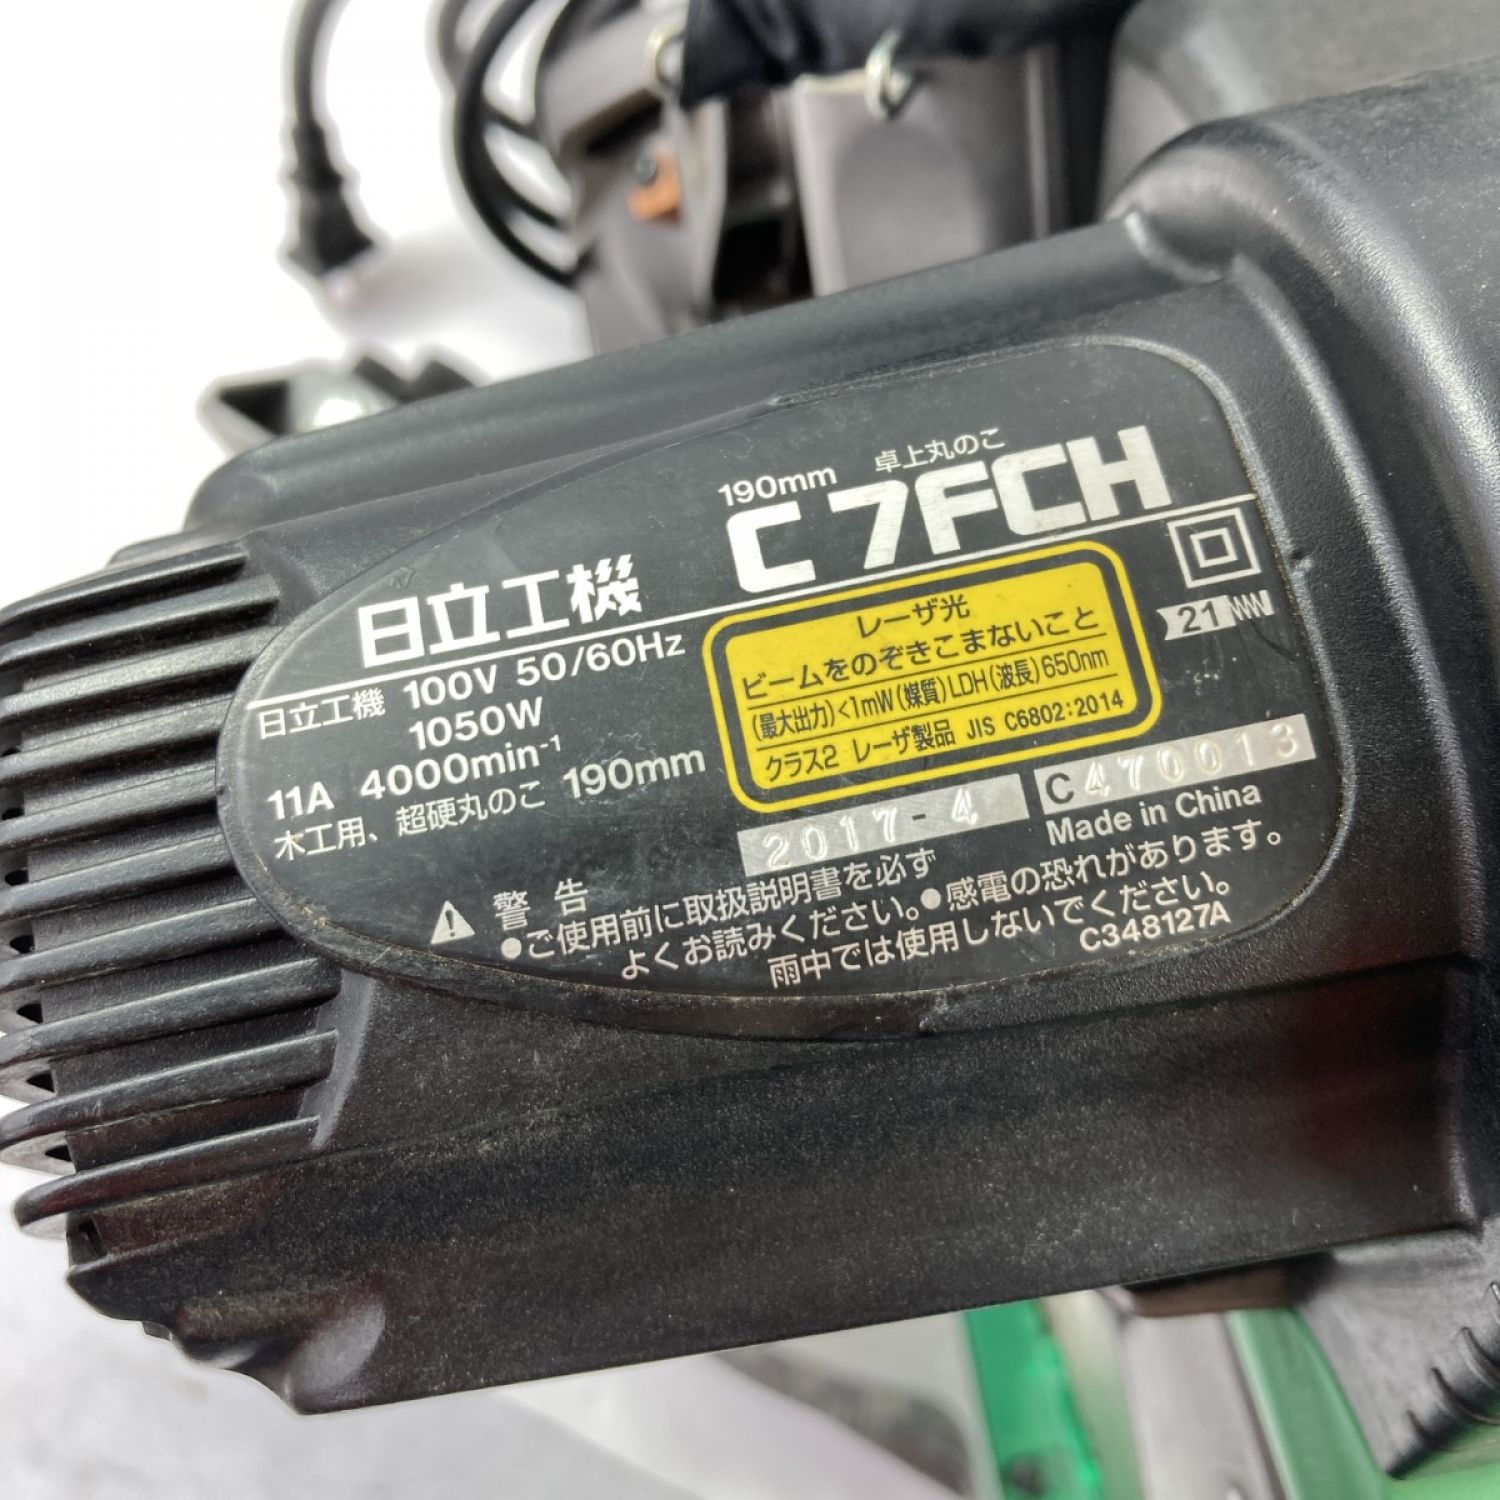 190mm 卓上丸のこ
C 7FCH
日立工機
日立工機 100V 50/60Hz
1050W
11A 4000min-1
木工用、超硬丸のこ 190mm
レーザ光
ビームをのぞきこまないこと
(最大出力)<1mW(媒質)LDH(波長)650nm
クラス2 レーザ製品 JIS C6802:2014
21
2017-4
C470013
Made in China
警告
●ご使用前に取扱説明書を必ず
よくお読みください。
●感電の恐れがあります。
雨中では使用しないでください。
C348127A